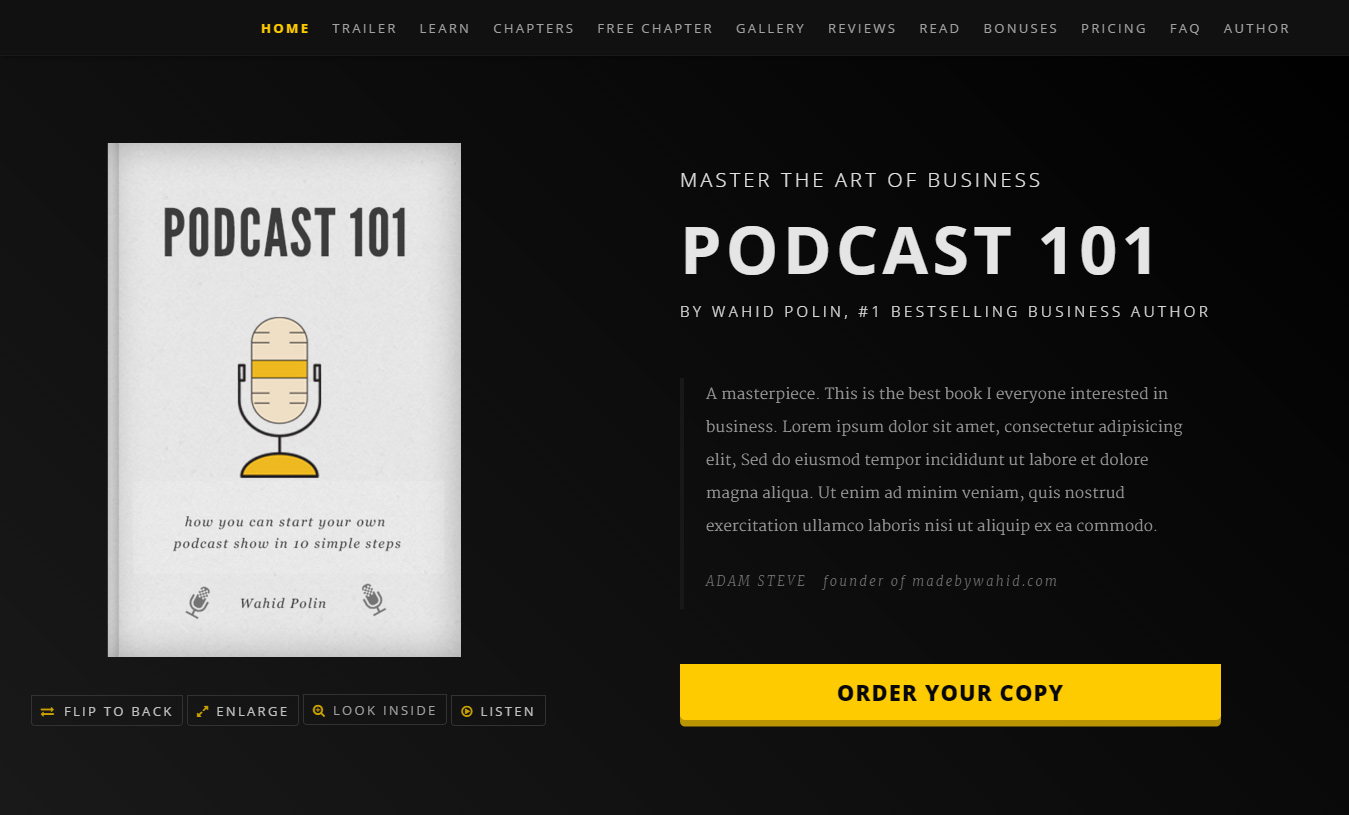 HOME TRAILER LEARN CHAPTERS FREE CHAPTER GALLERY REVIEWS READ BONUSES PRICING FAQ AUTHOR
PODCAST 101
how you can start your own
podcast show in 10 simple steps
Wahid Polin
FLIP TO BACK ENLARGE LOOK INSIDE LISTEN
MASTER THE ART OF BUSINESS
PODCAST 101
BY WAHID POLIN, #1 BESTSELLING BUSINESS AUTHOR
A masterpiece. This is the best book I everyone interested in
business. Lorem ipsum dolor sit amet, consectetur adipisicing
elit, Sed do eiusmod tempor incididunt ut labore et dolore
magna aliqua. Ut enim ad minim veniam, quis nostrud
exercitation ullamco laboris nisi ut aliquip ex ea commodo.
ADAM STEVE founder of madebywahid.com
ORDER YOUR COPY